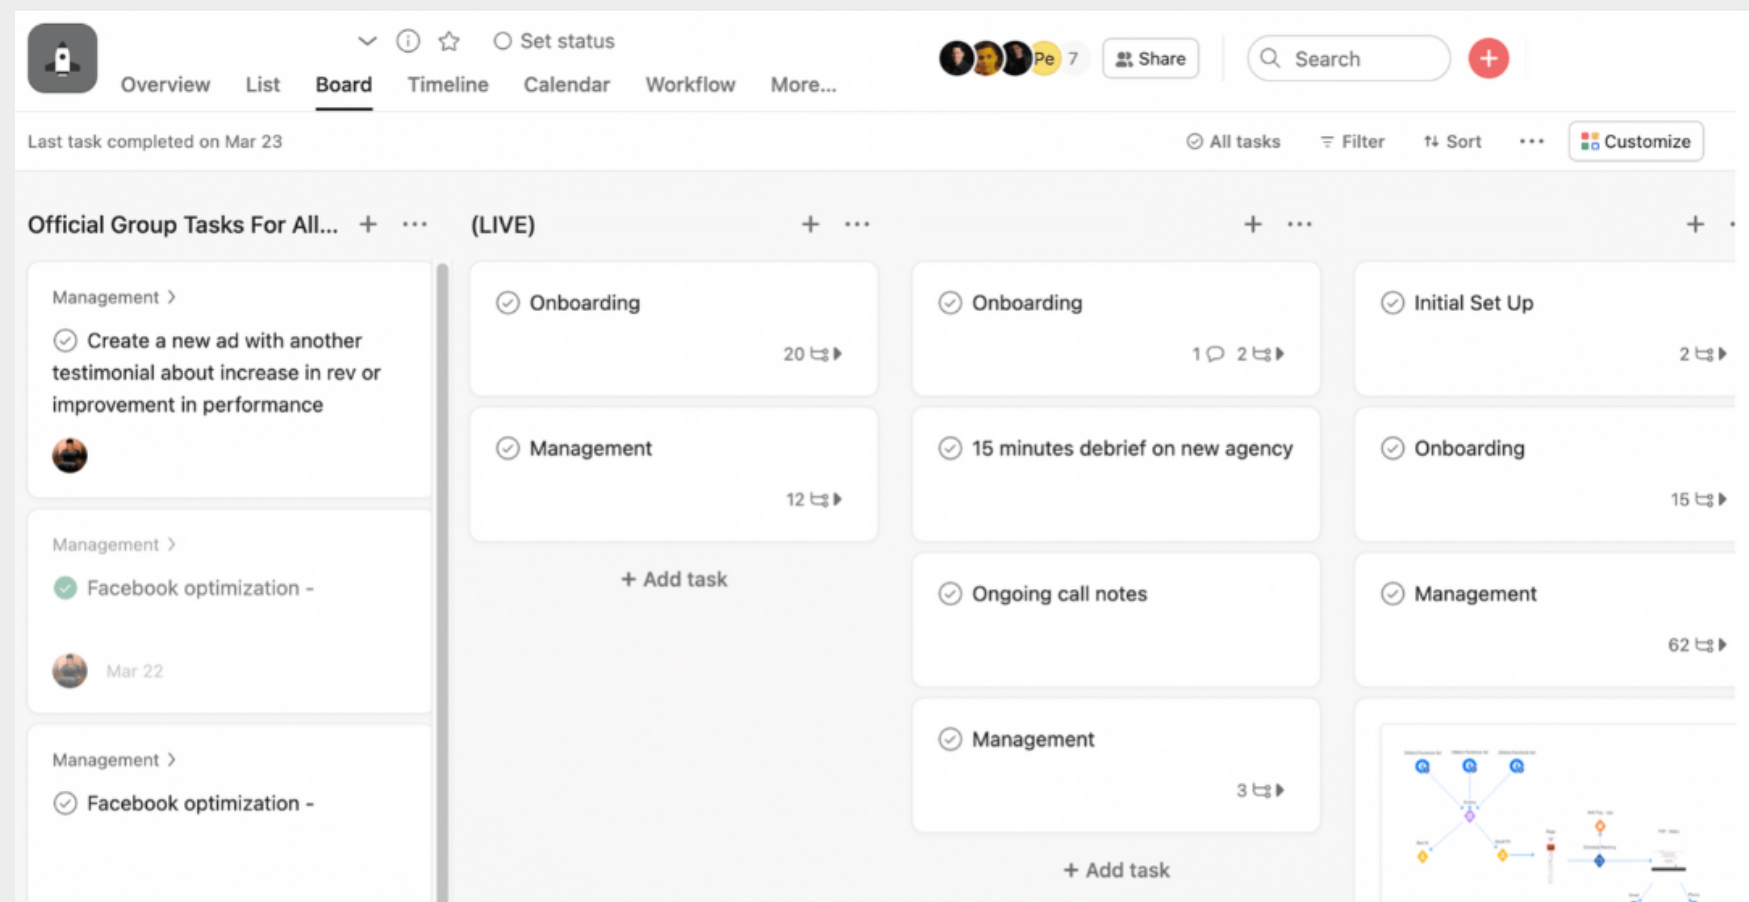 Set status
Overview
List
Board
Timeline
Calendar
Workflow
More...
Pe
7
Share
Search
Last task completed on Mar 23
All tasks
Filter
Sort
Customize
Official Group Tasks For All...
Management
Create a new ad with another
testimonial about increase in rev or
improvement in performance
Management
Facebook optimization -
Mar 22
Management
Facebook optimization -
(LIVE)
Onboarding
20
Management
12
+ Add task
Onboarding
1
2
15 minutes debrief on new agency
Ongoing call notes
Management
3
+ Add task
Initial Set Up
2
Onboarding
15
Management
62